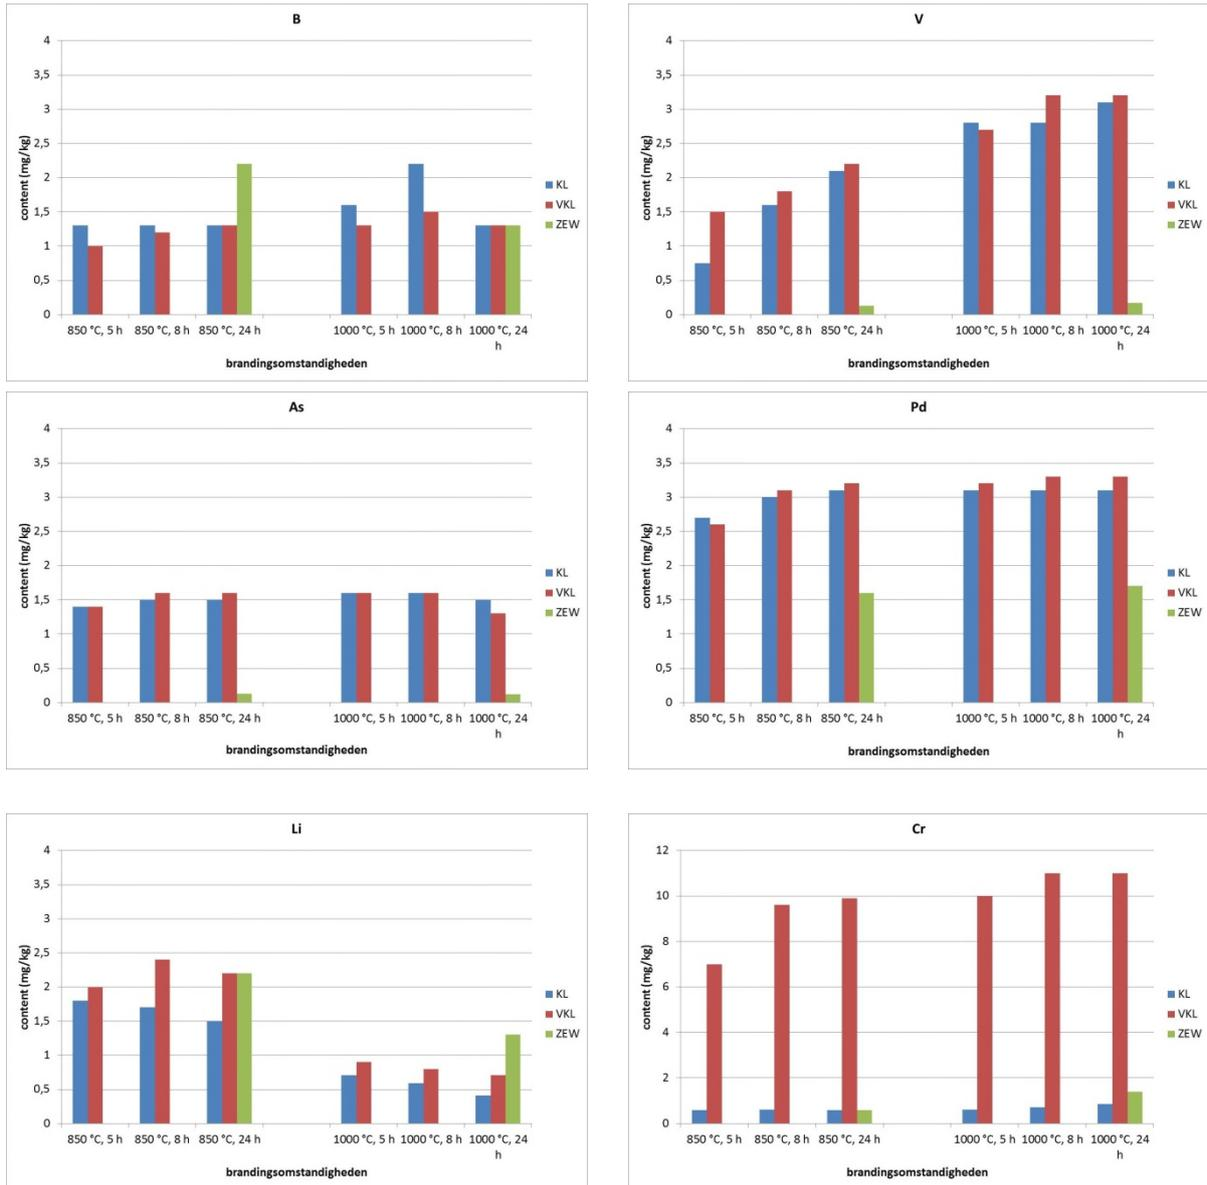 B
4
3,5
3
2,5
2
1,5
1
0,5
0
content (mg/kg)
850 °C, 5 h 850 °C, 8 h 850 °C, 24 h 1000 °C, 5 h 1000 °C, 8 h 1000 °C, 24
h
brandingsomstandigheden
KL
VKL
ZEW
V
4
3,5
3
2,5
2
1,5
1
0,5
0
content (mg/kg)
850 °C, 5 h 850 °C, 8 h 850 °C, 24 h 1000 °C, 5 h 1000 °C, 8 h 1000 °C, 24
h
brandingsomstandigheden
KL
VKL
ZEW
As
4
3,5
3
2,5
2
1,5
1
0,5
0
content (mg/kg)
850 °C, 5 h 850 °C, 8 h 850 °C, 24 h 1000 °C, 5 h 1000 °C, 8 h 1000 °C, 24
h
brandingsomstandigheden
KL
VKL
ZEW
Pd
4
3,5
3
2,5
2
1,5
1
0,5
0
content (mg/kg)
850 °C, 5 h 850 °C, 8 h 850 °C, 24 h 1000 °C, 5 h 1000 °C, 8 h 1000 °C, 24
h
brandingsomstandigheden
KL
VKL
ZEW
Li
4
3,5
3
2,5
2
1,5
1
0,5
0
content (mg/kg)
850 °C, 5 h 850 °C, 8 h 850 °C, 24 h 1000 °C, 5 h 1000 °C, 8 h 1000 °C, 24
h
brandingsomstandigheden
KL
VKL
ZEW
Cr
12
10
8
6
4
2
0
content (mg/kg)
850 °C, 5 h 850 °C, 8 h 850 °C, 24 h 1000 °C, 5 h 1000 °C, 8 h 1000 °C, 24
h
brandingsomstandigheden
KL
VKL
ZEW